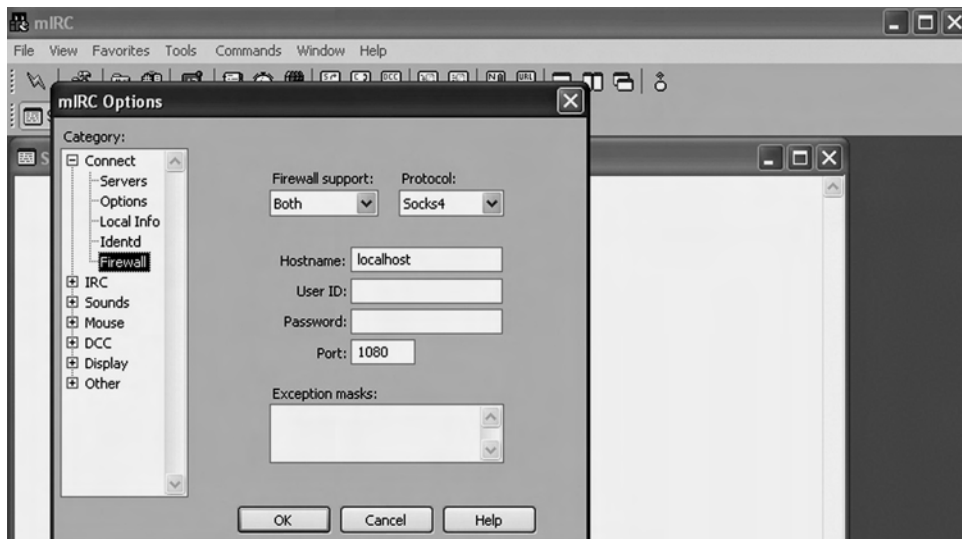 mIRC
File View Favorites Tools Commands Window Help
mIRC Options
Category:
Connect
Servers
Options
Local Info
Identd
Firewall
IRC
Sounds
Mouse
DCC
Display
Other
Firewall support: Protocol:
Both Socks4
Hostname: localhost
User ID:
Password:
Port: 1080
Exception masks:
OK Cancel Help